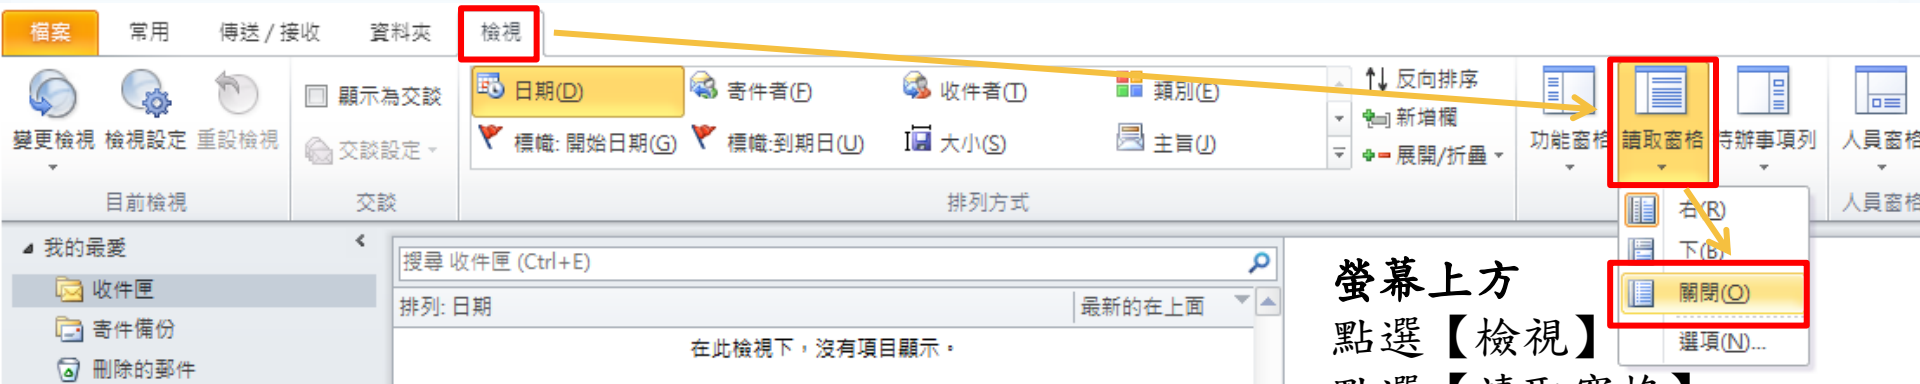 檔案 常用 傳送 / 接收 資料夾 檢視
日期(D) 寄件者(F) 收件者(T) 類別(E) 反向排序
顯示為交談 新增欄
變更檢視 檢視設定 重設檢視 標幟: 開始日期(G) 標幟:到期日(U) 大小(S) 主旨(J) 功能窗格 讀取窗格 待辦事項列 人員窗格
交談設定 展開/折疊
目前檢視 交談 排列方式 人員窗格
右(R)
下(B)
關閉(O)
選項(N)...
我的最愛
收件匣
寄件備份
刪除的郵件
搜尋 收件匣 (Ctrl+E)
排列: 日期 最新的在上面
在此檢視下，沒有項目顯示。
螢幕上方
點選【檢視】
點選【讀取窗格】